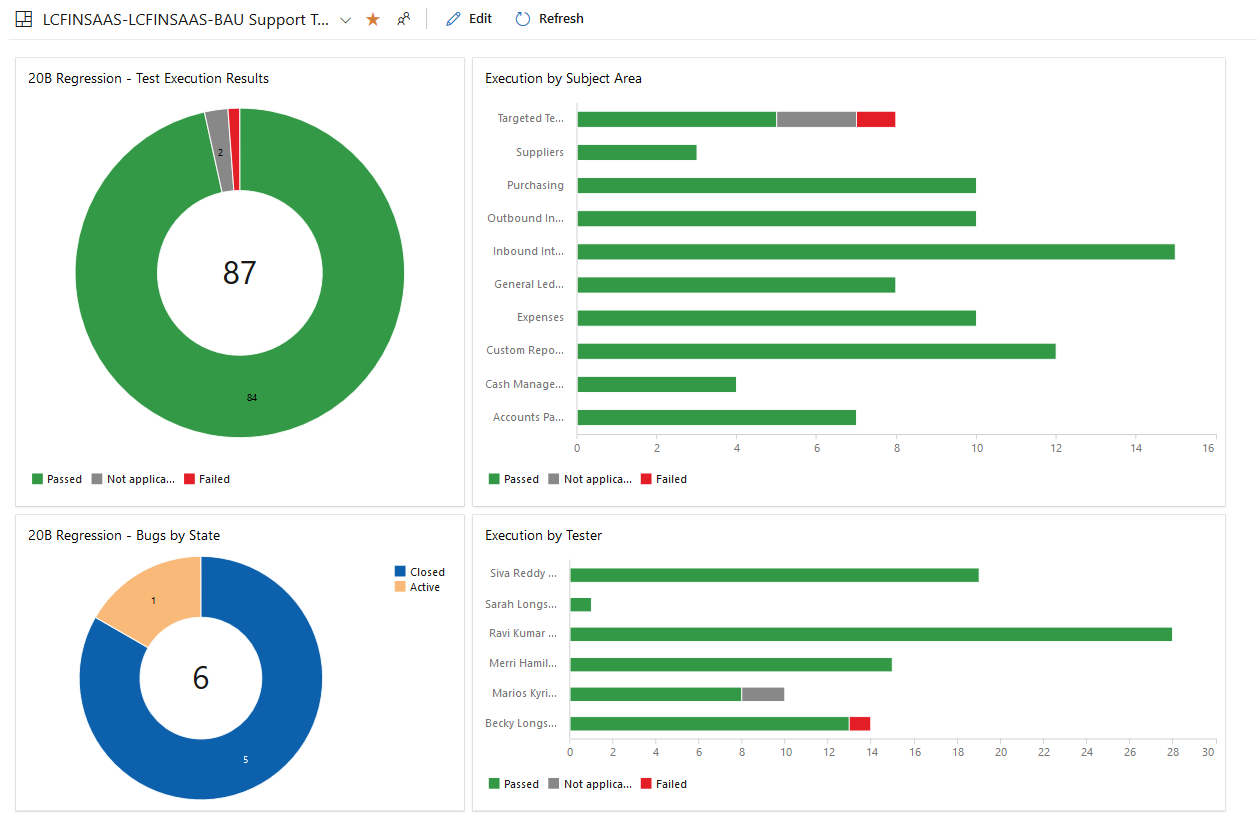 LCFINSAAS-LCFINSAAS-BAU Support T... Edit Refresh
20B Regression - Test Execution Results
2
87
84
Passed Not applica... Failed
Execution by Subject Area
Targeted Te...
Suppliers
Purchasing
Outbound In...
Inbound Int...
General Led...
Expenses
Custom Repo...
Cash Manage...
Accounts Pa...
0 2 4 6 8 10 12 14 16
Passed Not applica... Failed
20B Regression - Bugs by State
Closed
Active
1
6
5
Execution by Tester
Siva Reddy ...
Sarah Longs...
Ravi Kumar ...
Merri Hamil...
Marios Kyri...
Becky Longs...
0 2 4 6 8 10 12 14 16 18 20 22 24 26 28 30
Passed Not applica... Failed